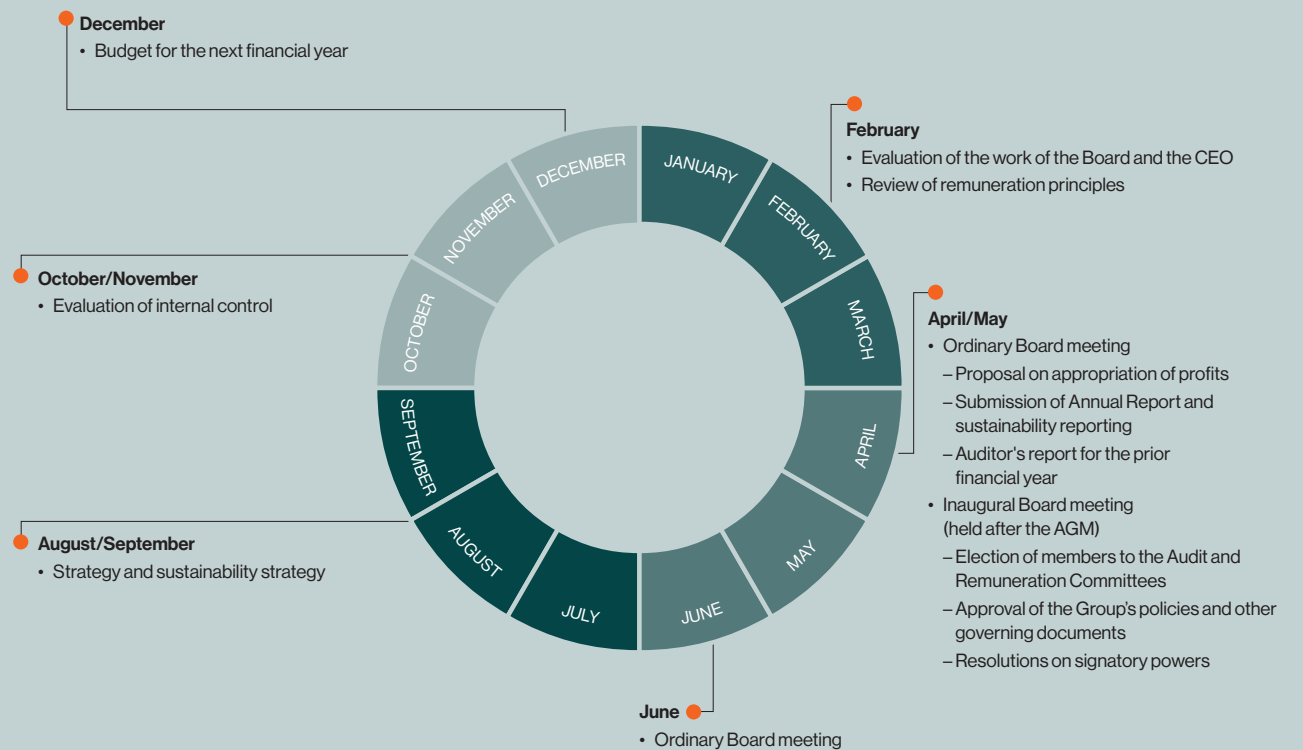 December
• Budget for the next financial year
February
• Evaluation of the work of the Board and the CEO
• Review of remuneration principles
October/November
• Evaluation of internal control
April/May
• Ordinary Board meeting
– Proposal on appropriation of profits
– Submission of Annual Report and
sustainability reporting
– Auditor's report for the prior
financial year
• Inaugural Board meeting
(held after the AGM)
– Election of members to the Audit and
Remuneration Committees
– Approval of the Group's policies and other
governing documents
– Resolutions on signatory powers
August/September
• Strategy and sustainability strategy
June
• Ordinary Board meeting
JANUARY
FEBRUARY
MARCH
APRIL
MAY
JUNE
JULY
AUGUST
SEPTEMBER
OCTOBER
NOVEMBER
DECEMBER